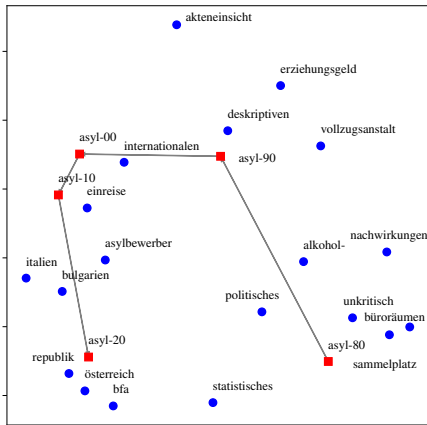 akteneinsicht
erziehungsgeld
deskriptiven
vollzugsanstalt
asyl-00
internationalen
asyl-90
asyl-10
einreise
nachwirkungen
asylbewerber
alkohol-
italien
bulgarien
politisches
unkritsch
büroräumen
asyl-20
asyl-80
republik
sammelplatz
österreich
bfa
statistisches